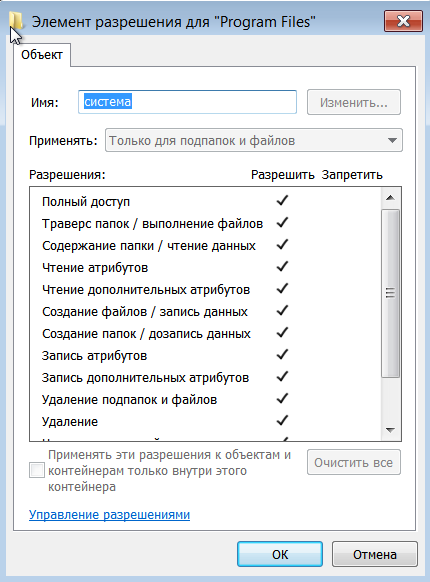 Элемент разрешения для "Program Files"
Объект
Имя: система Изменить...
Применять: Только для подпапок и файлов
Разрешения: Разрешить Запретить
Полный доступ
Траверс папок / выполнение файлов
Содержание папки / чтение данных
Чтение атрибутов
Чтение дополнительных атрибутов
Создание файлов / запись данных
Создание папок / дозапись данных
Запись атрибутов
Запись дополнительных атрибутов
Удаление подпапок и файлов
Удаление
Применять эти разрешения к объектам и
контейнерам только внутри этого
контейнера
Очистить все
Управление разрешениями
ОК Отмена